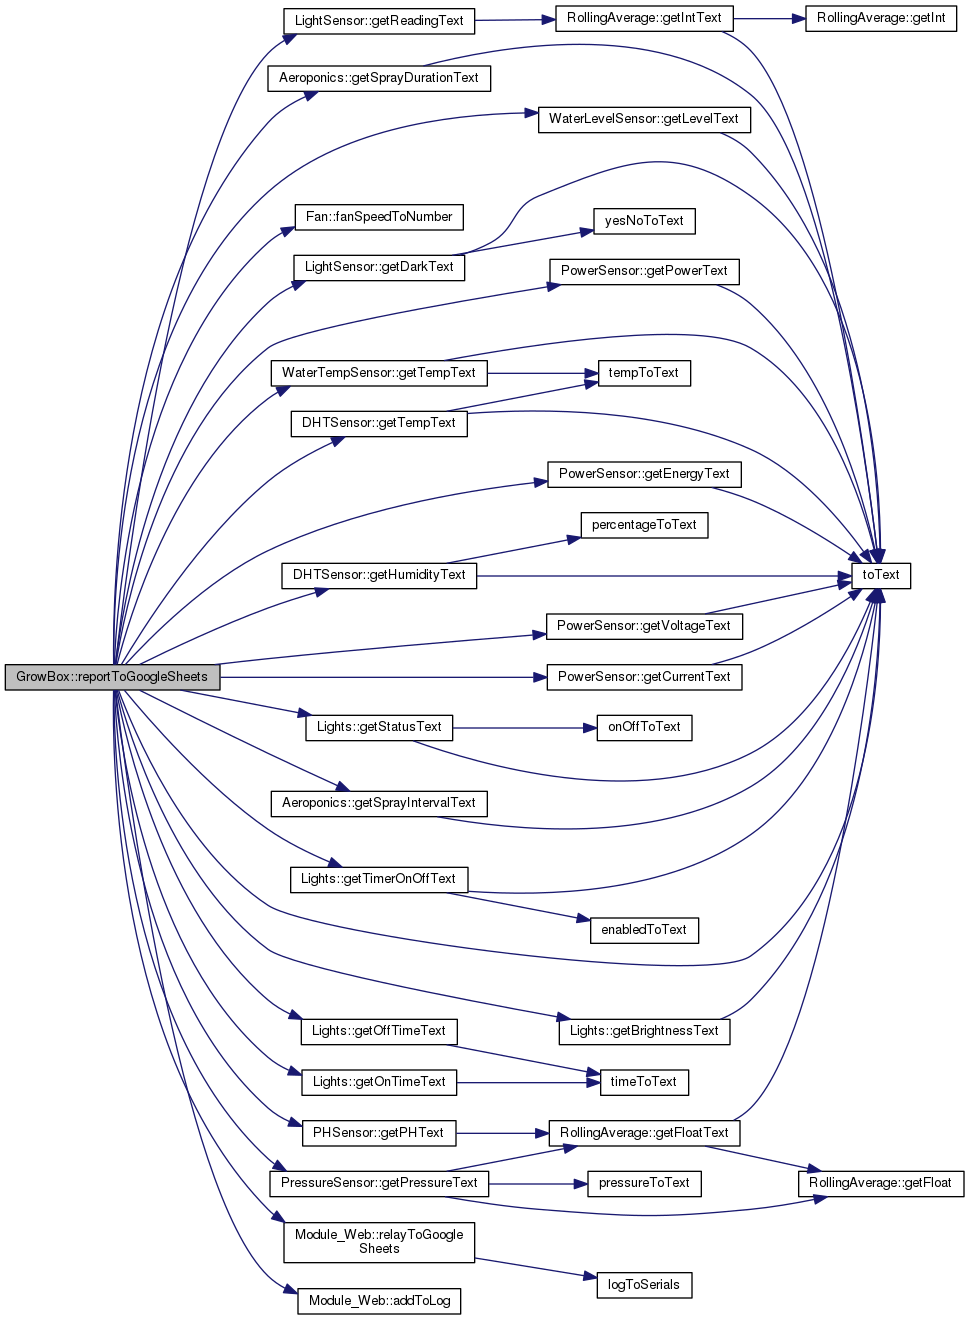 LightSensor::getReadingText
RollingAverage::getIntText
RollingAverage::getInt
Aeroponics::getSprayDurationText
WaterLevelSensor::getLevelText
Fan::fanSpeedToNumber
yesNoToText
LightSensor::getDarkText
PowerSensor::getPowerText
WaterTempSensor::getTempText
tempToText
DHTSensor::getTempText
PowerSensor::getEnergyText
percentageToText
DHTSensor::getHumidityText
toText
PowerSensor::getVoltageText
GrowBox::reportToGoogleSheets
PowerSensor::getCurrentText
Lights::getStatusText
onOffToText
Aeroponics::getSprayIntervalText
Lights::getTimerOnOffText
enabledToText
Lights::getOffTimeText
Lights::getBrightnessText
Lights::getOnTimeText
timeToText
PHSensor::getPHText
RollingAverage::getFloatText
PressureSensor::getPressureText
pressureToText
RollingAverage::getFloat
Module_Web::relayToGoogle
Sheets
logToSerials
Module_Web::addToLog